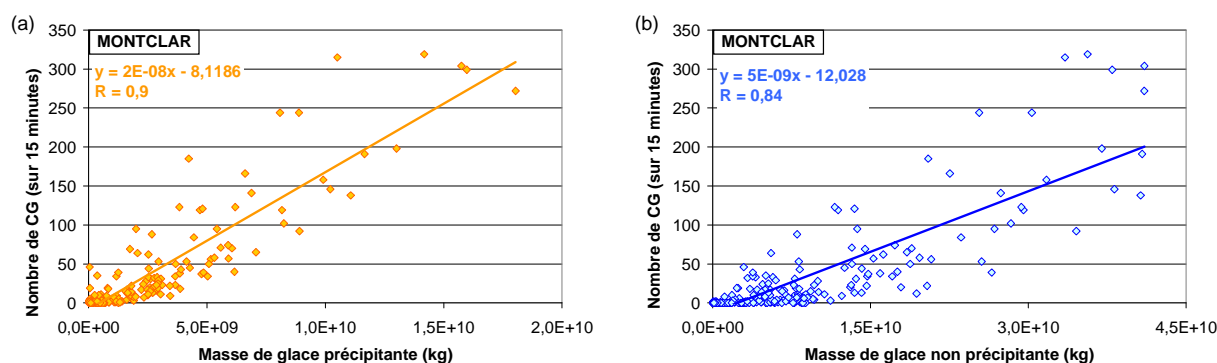 (a)
MONTCLAR
y = 2E-08x - 8,1186
R = 0,9
Nombre de CG (sur 15 minutes)
350
300
250
200
150
100
50
0
0,0E+00 5,0E+09 1,0E+10 1,5E+10 2,0E+10
Masse de glace précipitante (kg)
(b)
MONTCLAR
y = 5E-09x - 12,028
R = 0,84
Nombre de CG (sur 15 minutes)
350
300
250
200
150
100
50
0
0,0E+00 1,5E+10 3,0E+10 4,5E+10
Masse de glace non précipitante (kg)